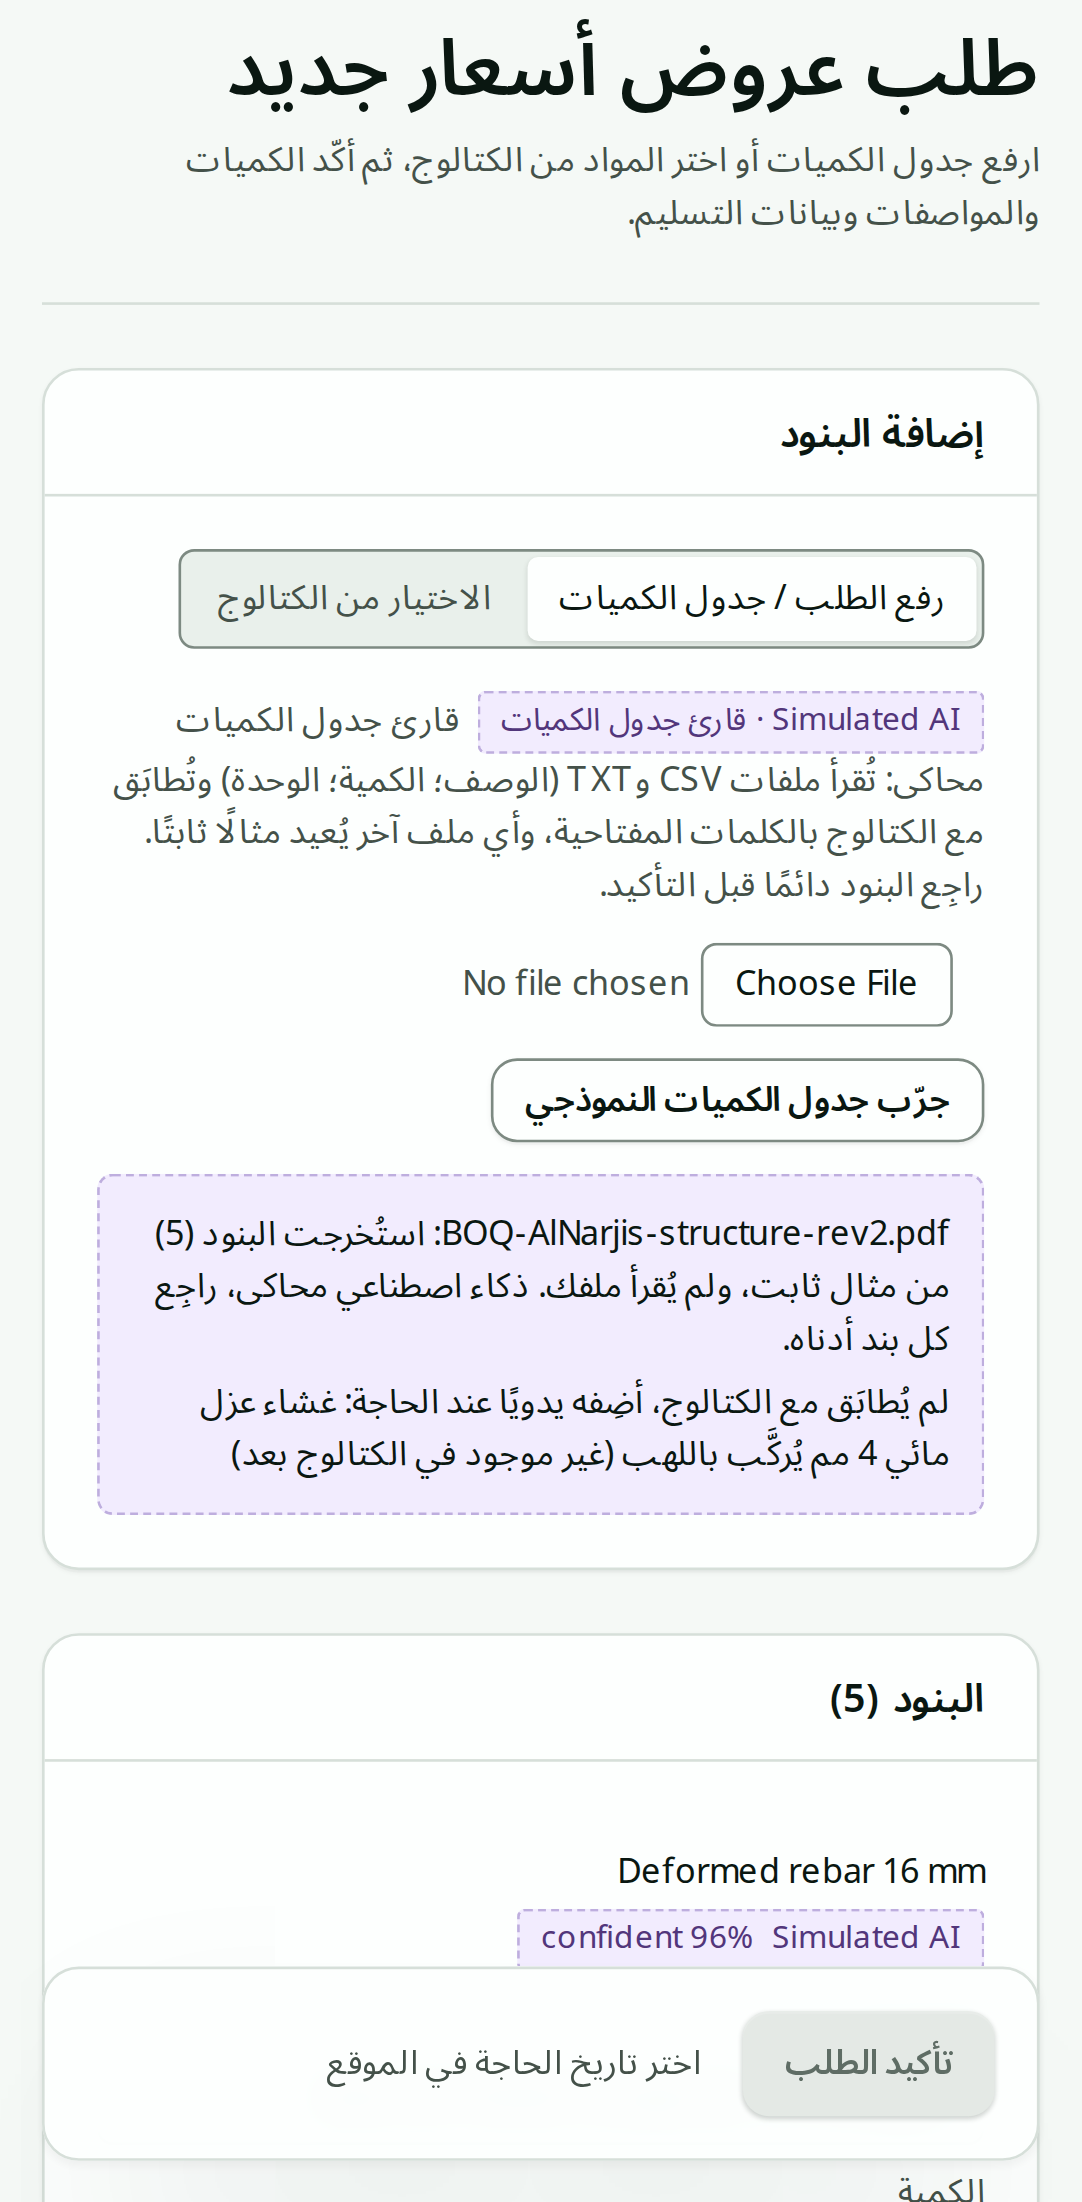 طلب عروض أسعار جديد
ارفع جدول الكميات أو اختر المواد من الكتالوج، ثم أكّد الكميات
والمواصفات وبيانات التسليم.
إضافة البنود
رفع الطلب / جدول الكميات
الاختيار من الكتالوج
Simulated AI · قارئ جدول الكميات قارئ جدول الكميات
محاكى: تُقرأ ملفات CSV و TXT (الوصف؛ الكمية؛ الوحدة) وتُطابَق
مع الكتالوج بالكلمات المفتاحية، وأي ملف آخر يُعيد مثالًا ثابتًا.
راجِع البنود دائمًا قبل التأكيد.
Choose File No file chosen
جرّب جدول الكميات النموذجي
BOQ-AlNarjis-structure-rev2.pdf: استُخرجت البنود (5)
من مثال ثابت، ولم يُقرأ ملفك. ذكاء اصطناعي محاكى، راجِع
كل بند أدناه.
لم يُطابَق مع الكتالوج، أضِفه يدويًا عند الحاجة: غشاء عزل
مائي 4 مم يُركَّب باللهب (غير موجود في الكتالوج بعد)
البنود (5)
Deformed rebar 16 mm
Simulated AI confident 96%
تأكيد الطلب
اختر تاريخ الحاجة في الموقع
الكمية